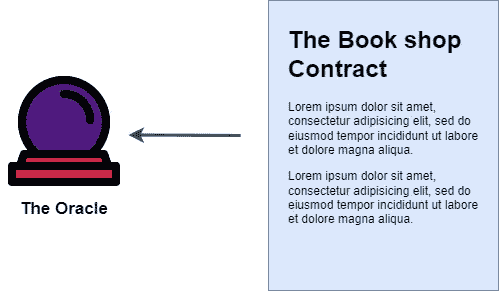 The Book shop
Contract
Lorem ipsum dolor sit amet,
consectetur adipisicing elit, sed do
eiusmod tempor incididunt ut labore
et dolore magna aliqua.
Lorem ipsum dolor sit amet,
consectetur adipisicing elit, sed do
eiusmod tempor incididunt ut labore
et dolore magna aliqua.
The Oracle